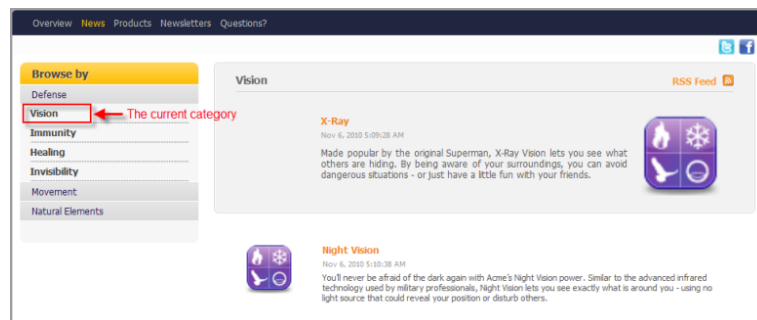 Overview News Products Newsletters Questions?
Browse by
Defense
Vision
Immunity
Healing
Invisibility
Movement
Natural Elements
The current category
Vision
RSS Feed
X-Ray
Nov 6, 2010 5:09:28 AM
Made popular by the original Superman, X-Ray Vision lets you see what
others are hiding. By being aware of your surroundings, you can avoid
dangerous situations - or just have a little fun with your friends.
Night Vision
Nov 6, 2010 5:10:38 AM
You'll never be afraid of the dark again with Acme's Night Vision power. Similar to the advanced infrared
technology used by military professionals, Night Vision lets you see exactly what is around you - using no
light source that could reveal your position or disturb others.